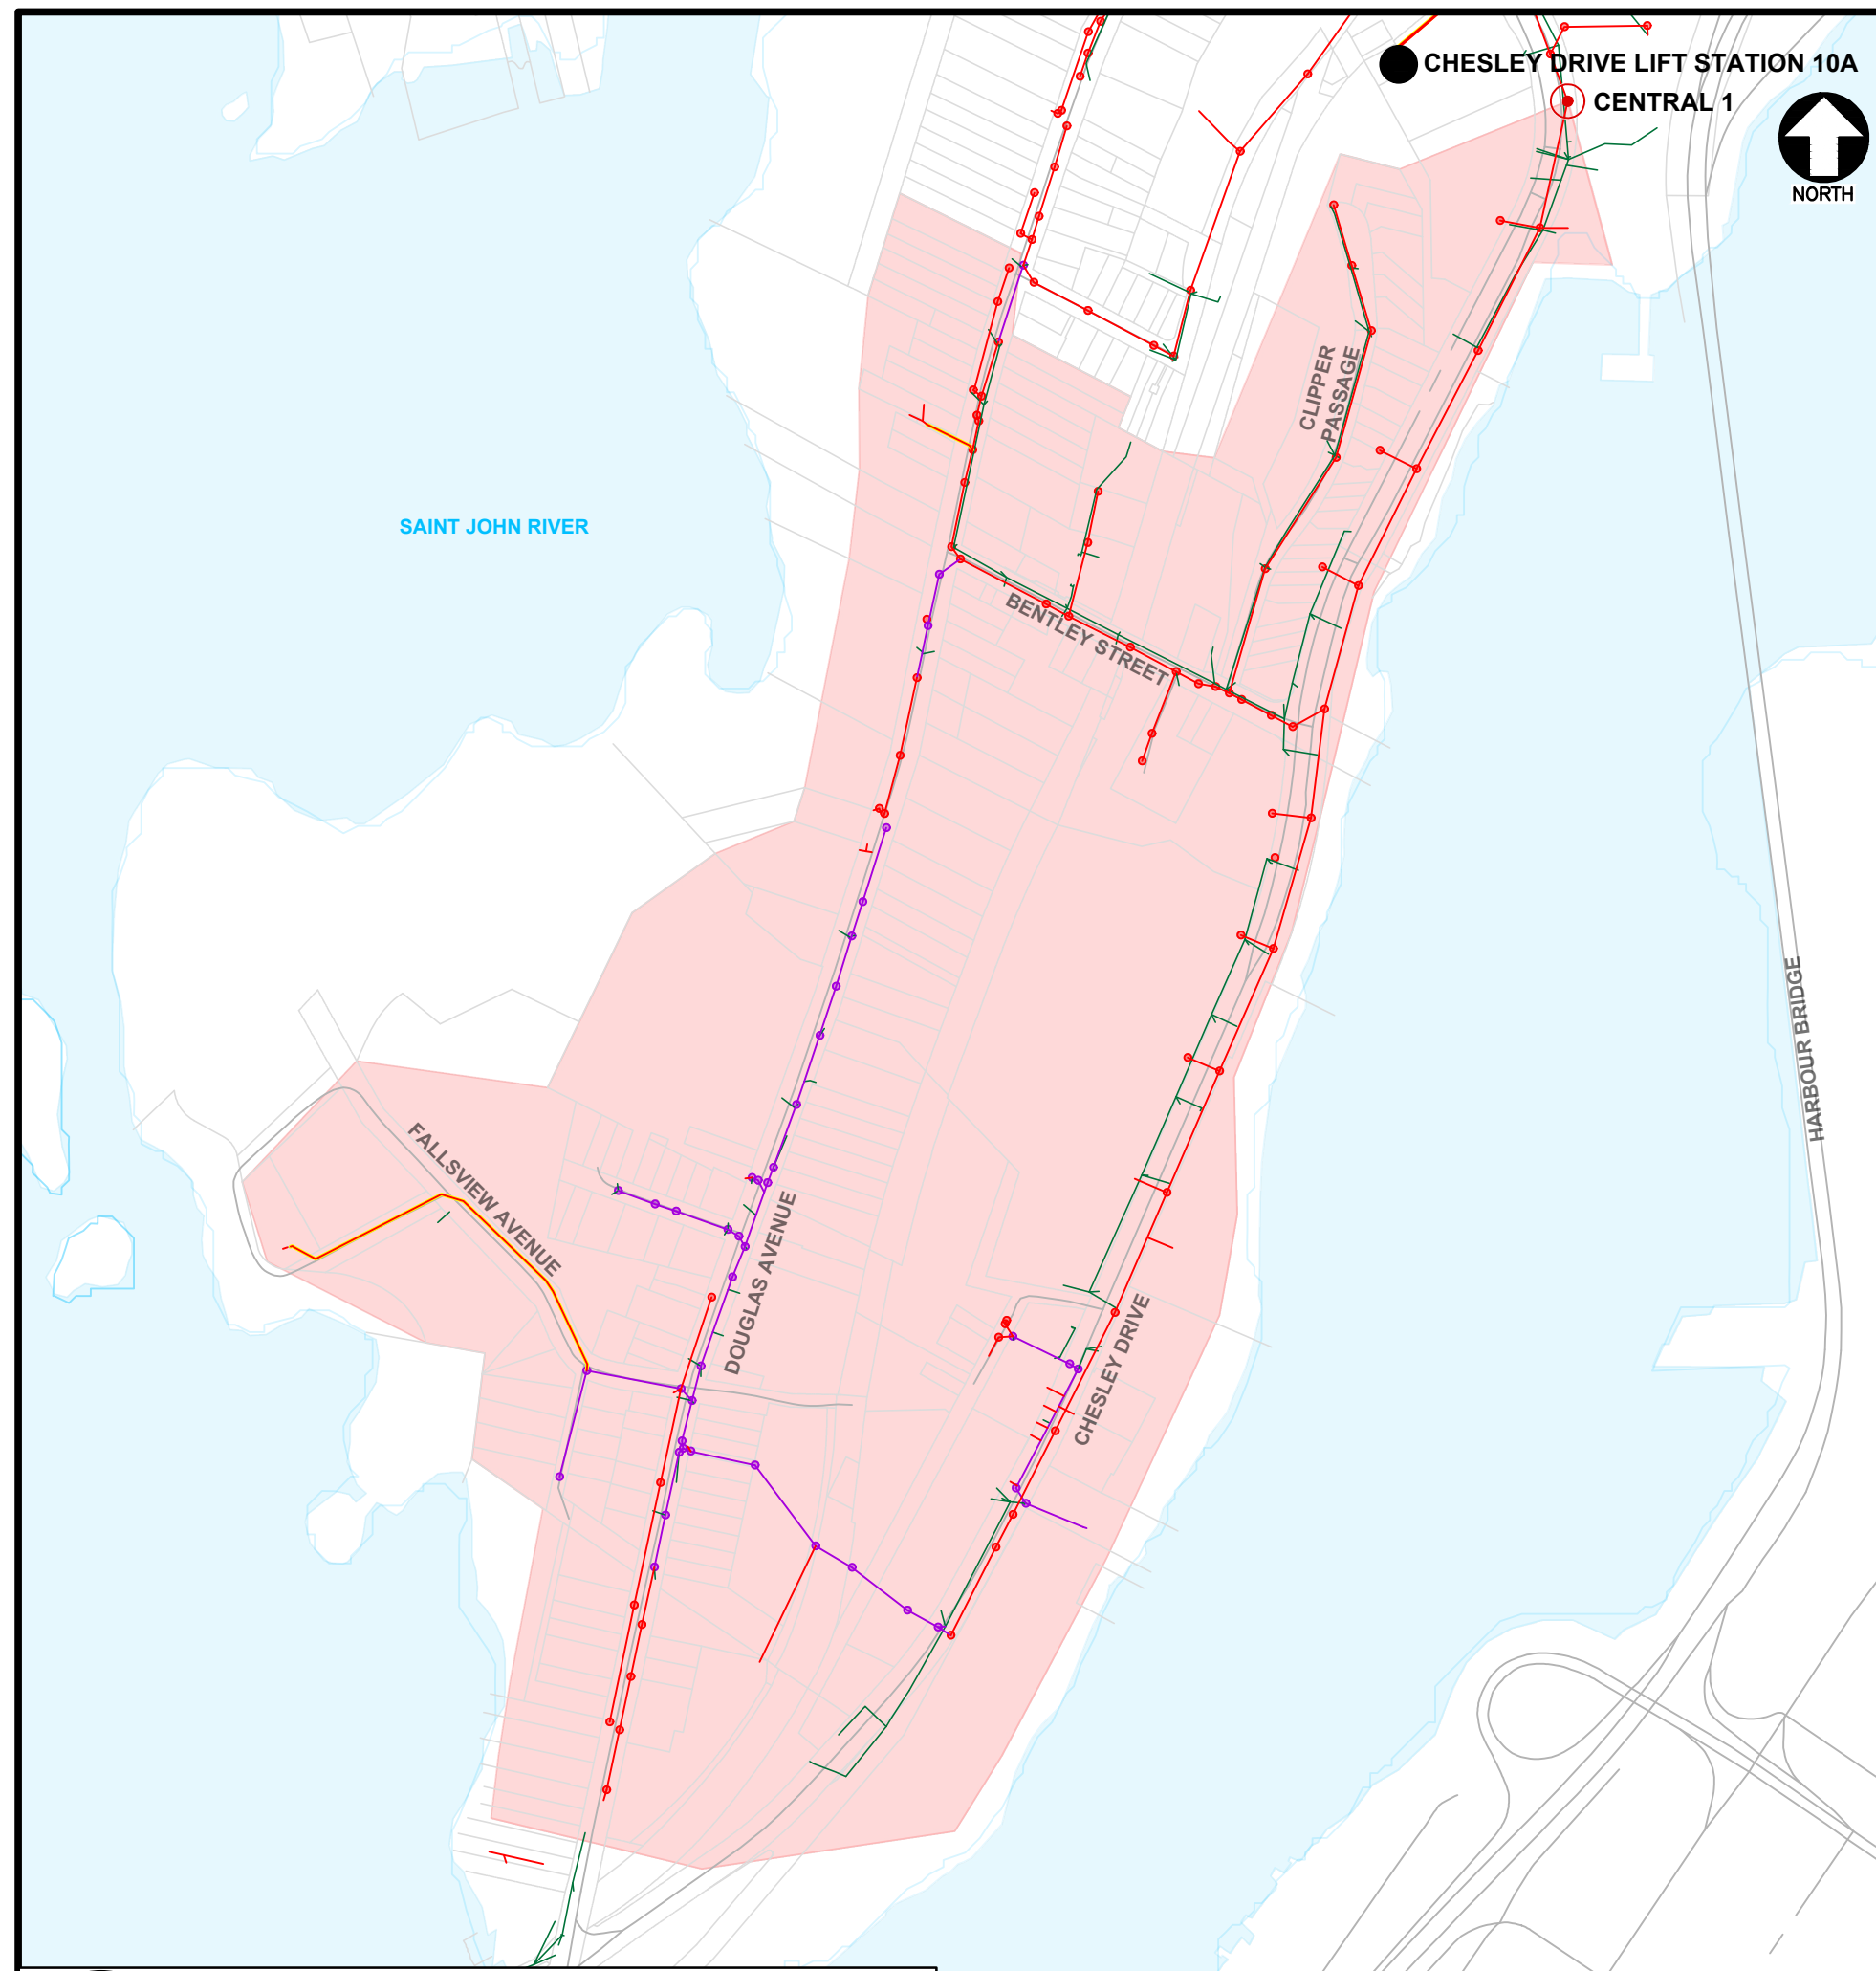 CHESLEY DRIVE LIFT STATION 10A
CENTRAL 1
NORTH
CLIPPER
PASSAGE
SAINT JOHN RIVER
BENTLEY STREET
HARBOUR BRIDGE
FALLSVIEW AVENUE
DOUGLAS AVENUE
CHESLEY DRIVE